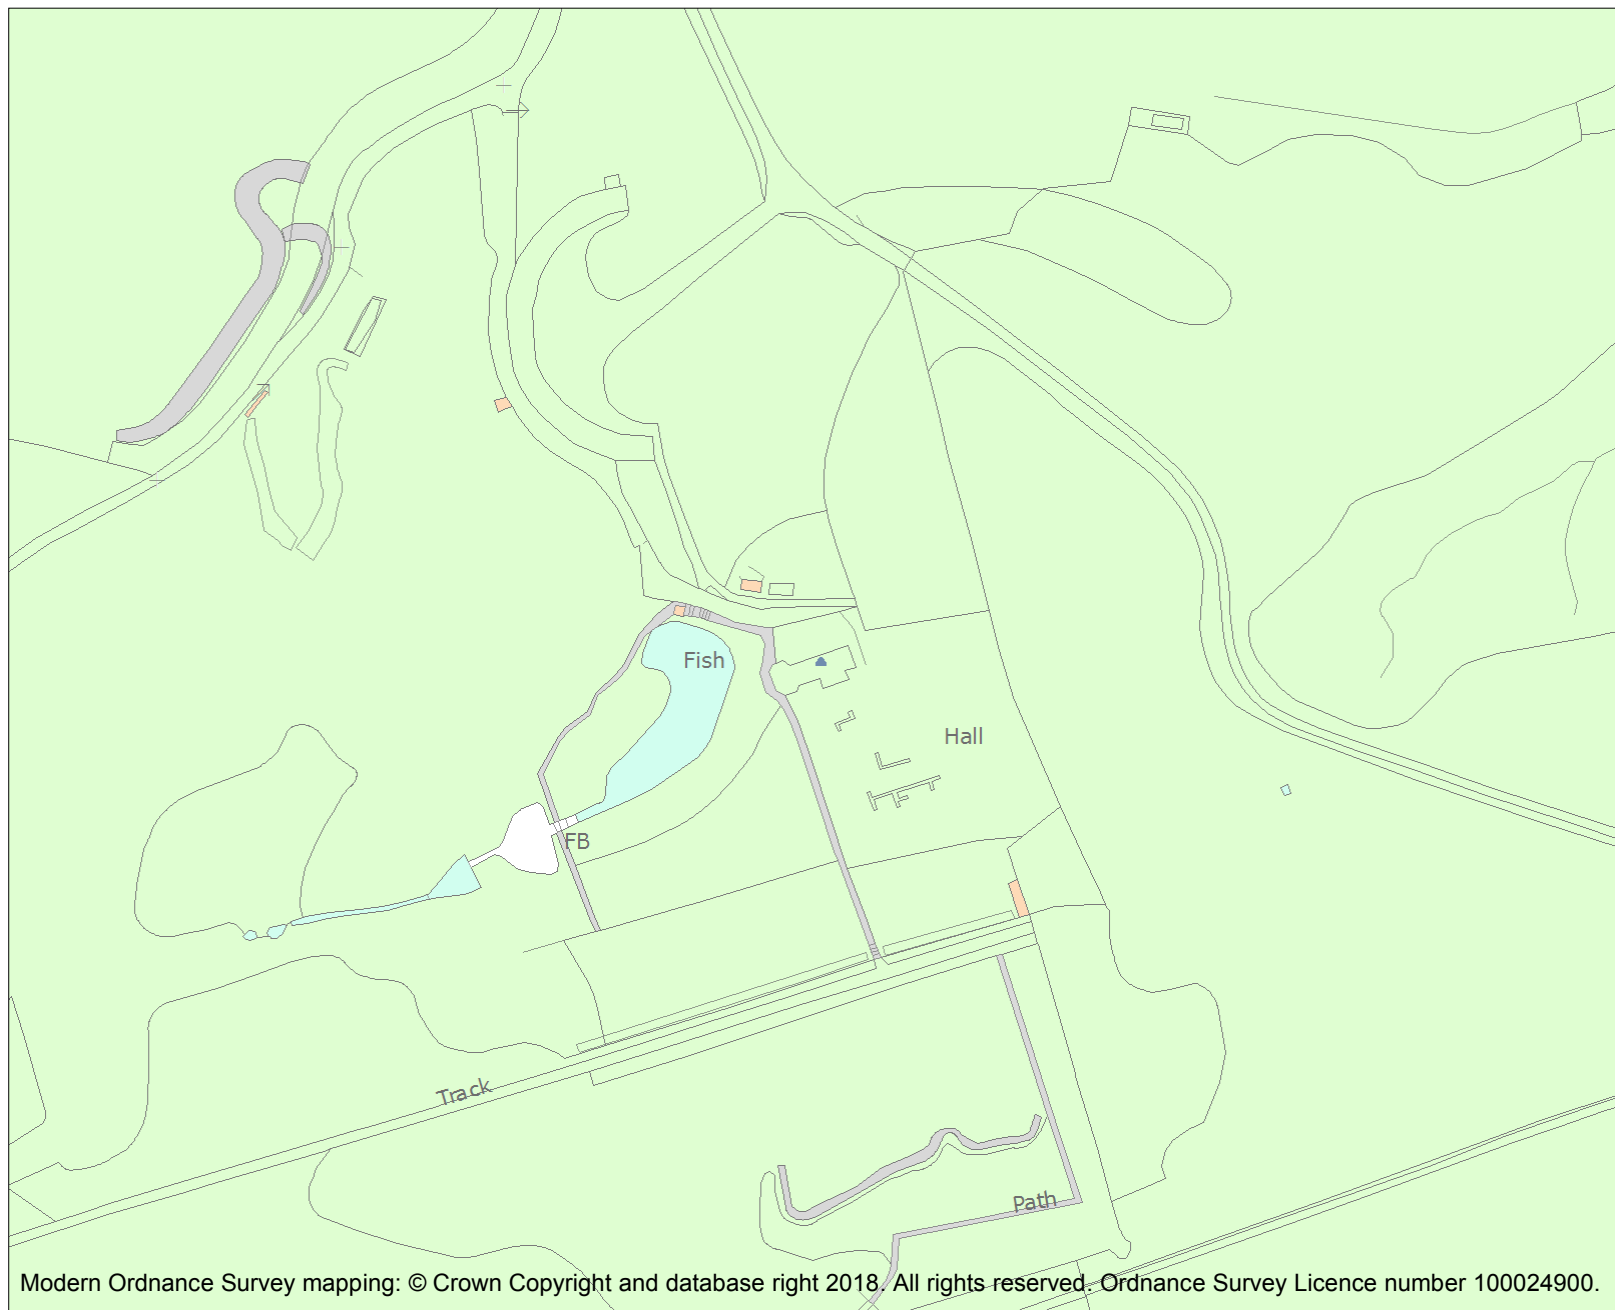 Fish
Hall
FB
Track
Path
Modern Ordnance Survey mapping: © Crown Copyright and database right 2018. All rights reserved. Ordnance Survey Licence number 100024900.